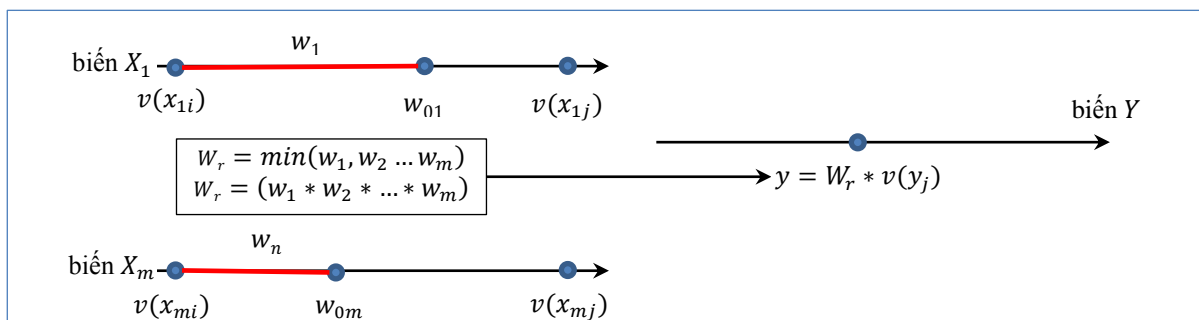 w₁
biến X₁
v(x₁ᵢ) w₀₁ v(x₁ⱼ)
biến Y
Wᵣ = min(w₁, w₂ … wₘ)
Wᵣ = (w₁ * w₂ * … * wₘ)
y = Wᵣ * v(yⱼ)
wₙ
biến Xₘ
v(xₘᵢ) w₀ₘ v(xₘⱼ)